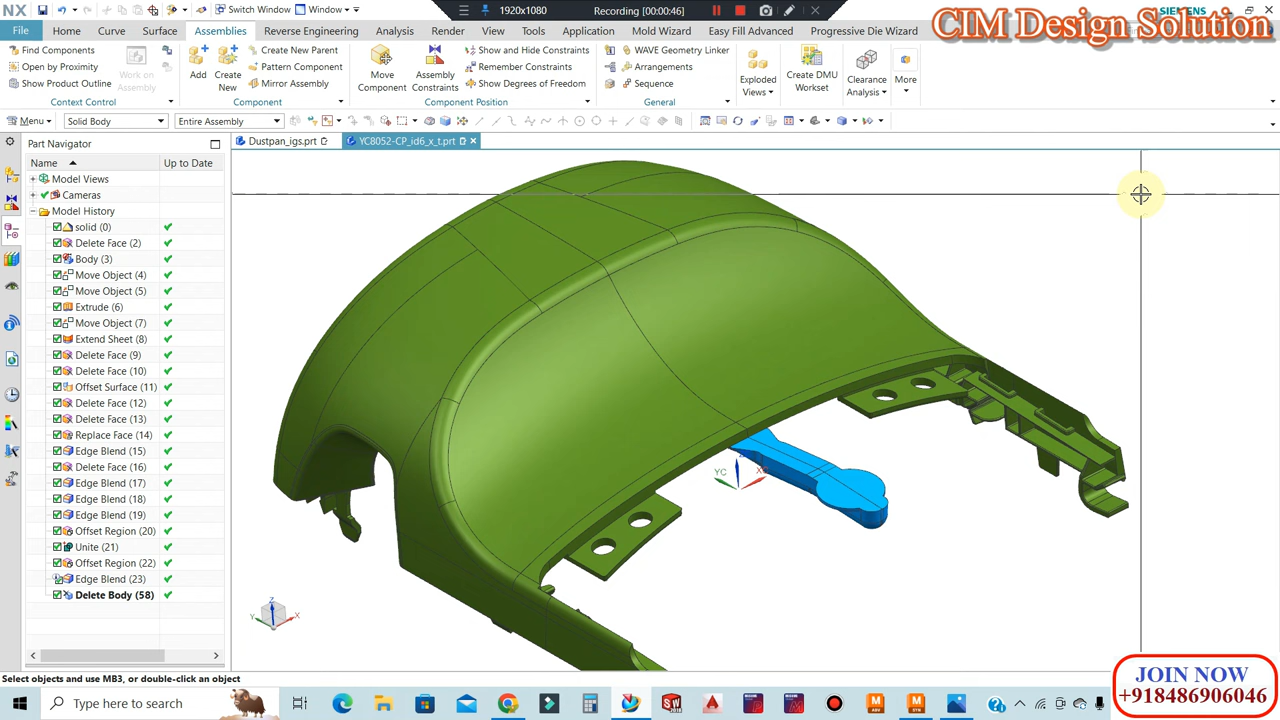 NX
Switch Window
Window
1920x1080
Recording [00:00:46]
SIEMENS
CIM Design Solution
File
Home
Curve
Surface
Assemblies
Reverse Engineering
Analysis
Render
View
Tools
Application
Mold Wizard
Easy Fill Advanced
Progressive Die Wizard
Find Components
Open by Proximity
Show Product Outline
Work on Assembly
Context Control
Add
Create New
Create New Parent
Pattern Component
Mirror Assembly
Component
Move Component
Assembly Constraints
Show and Hide Constraints
Remember Constraints
Show Degrees of Freedom
Component Position
WAVE Geometry Linker
Arrangements
Sequence
General
Exploded Views
Create DMU Workset
Clearance Analysis
More
Menu
Solid Body
Entire Assembly
Part Navigator
Dustpan_igs.prt
YC8052-CP_id6_x_t.prt
Name
Up to Date
Model Views
Cameras
Model History
solid (0)
Delete Face (2)
Body (3)
Move Object (4)
Move Object (5)
Extrude (6)
Move Object (7)
Extend Sheet (8)
Delete Face (9)
Delete Face (10)
Offset Surface (11)
Delete Face (12)
Delete Face (13)
Replace Face (14)
Edge Blend (15)
Delete Face (16)
Edge Blend (17)
Edge Blend (18)
Edge Blend (19)
Offset Region (20)
Unite (21)
Offset Region (22)
Edge Blend (23)
Delete Body (58)
YC
XC
Z
Y
X
Select objects and use MB3, or double-click an object
JOIN NOW
+918486906046
Type here to search